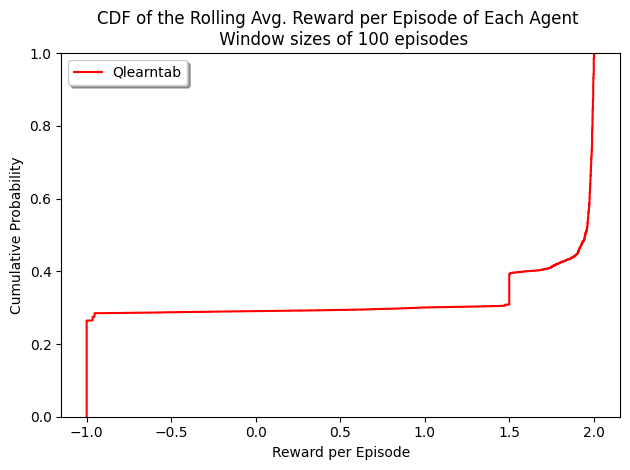 CDF of the Rolling Avg. Reward per Episode of Each Agent
Window sizes of 100 episodes
Qlearntab
1.0
0.8
0.6
0.4
0.2
0.0
Cumulative Probability
−1.0 −0.5 0.0 0.5 1.0 1.5 2.0
Reward per Episode